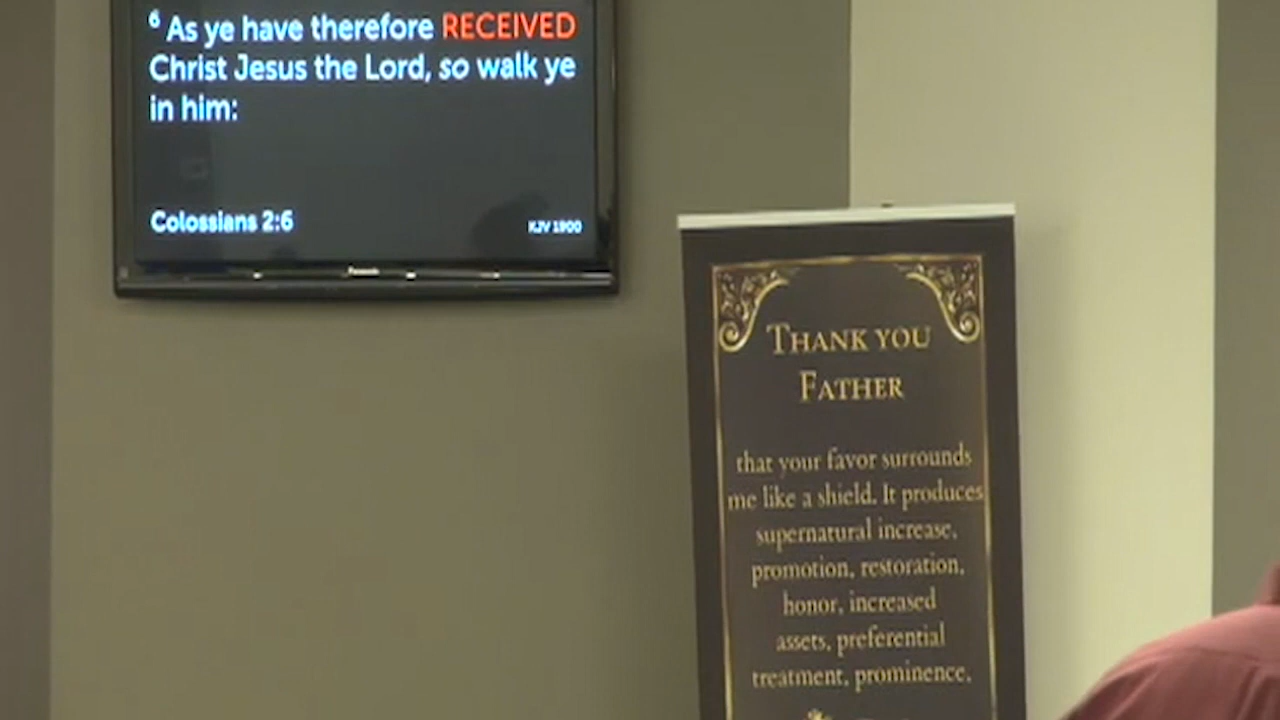 6 As ye have therefore RECEIVED
Christ Jesus the Lord, so walk ye
in him:
Colossians 2:6
KJV 1900
Panasonic
THANK YOU
FATHER
that your favor surrounds
me like a shield. It produces
supernatural increase,
promotion, restoration,
honor, increased
assets, preferential
treatment, prominence,